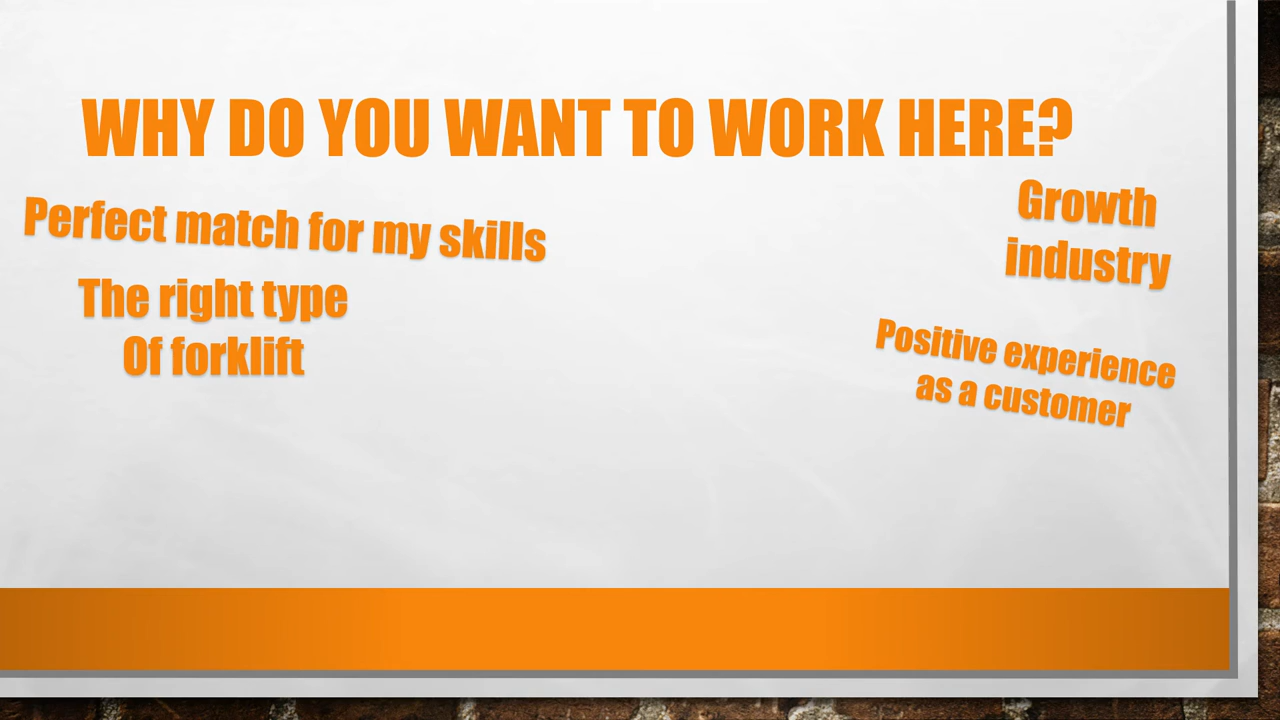 WHY DO YOU WANT TO WORK HERE?
Perfect match for my skills
The right type
Of forklift
Growth
industry
Positive experience
as a customer